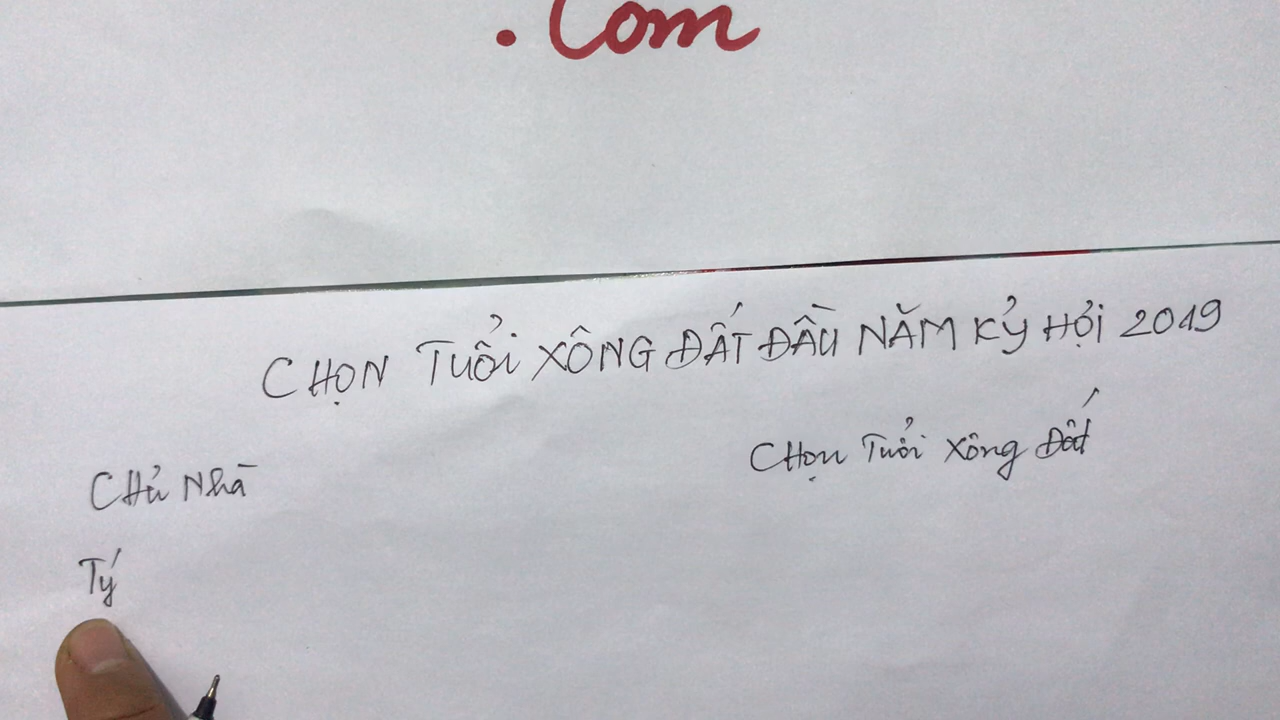 .Com
CHỌN TUỔI XÔNG ĐẤT ĐẦU NĂM KỶ HỢI 2019
CHỌn Tuổi Xông Đất
CHủ Nhà
Tý